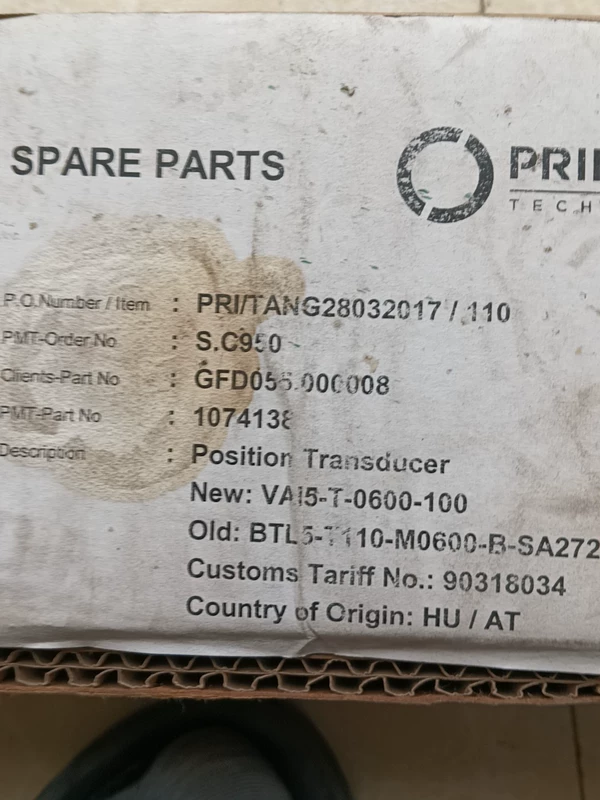 SPARE PARTS
PRI
TECH
P.O.Number / Item : PRI/TANG28032017 / 110
PMT-Order No : S.C950
Clients-Part No : GFD055.000008
PMT-Part No : 1074138
Description : Position Transducer
New: VAI5-T-0600-100
Old: BTL5-T110-M0600-B-SA272
Customs Tariff No.: 90318034
Country of Origin: HU / AT